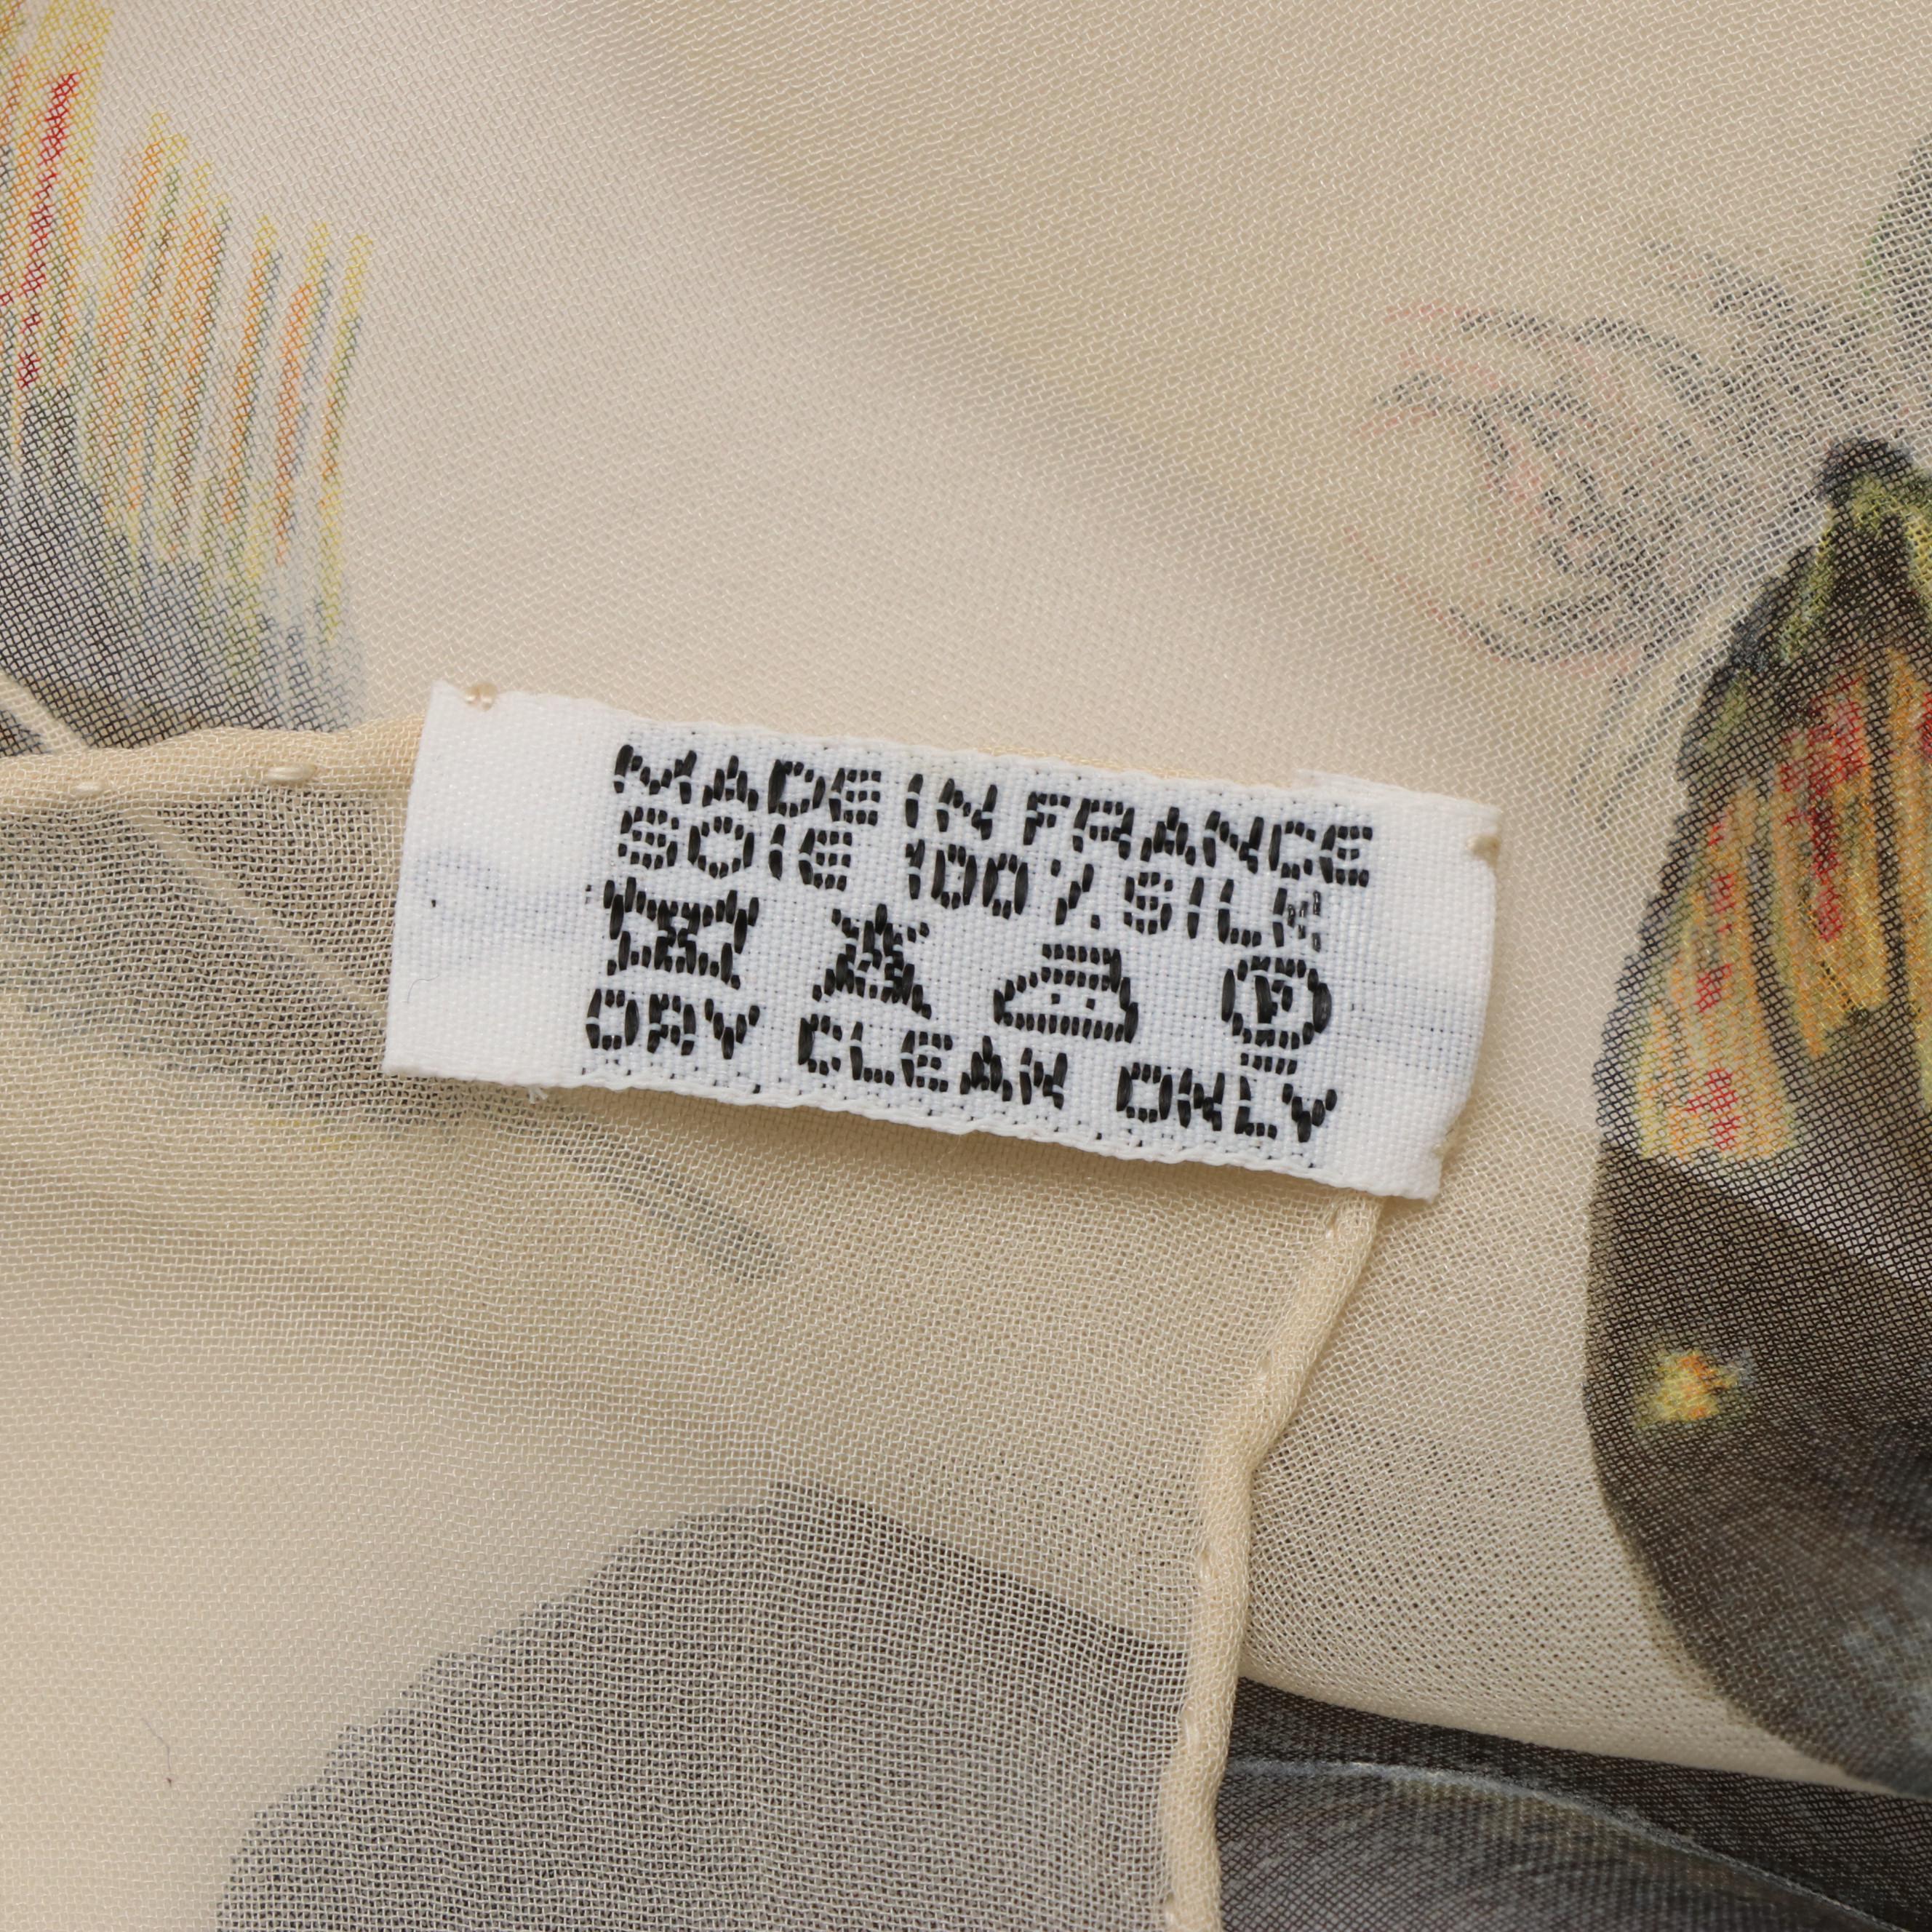 MADE IN FRANCE
SOIE 100% SILK
P
DRY CLEAN ONLY